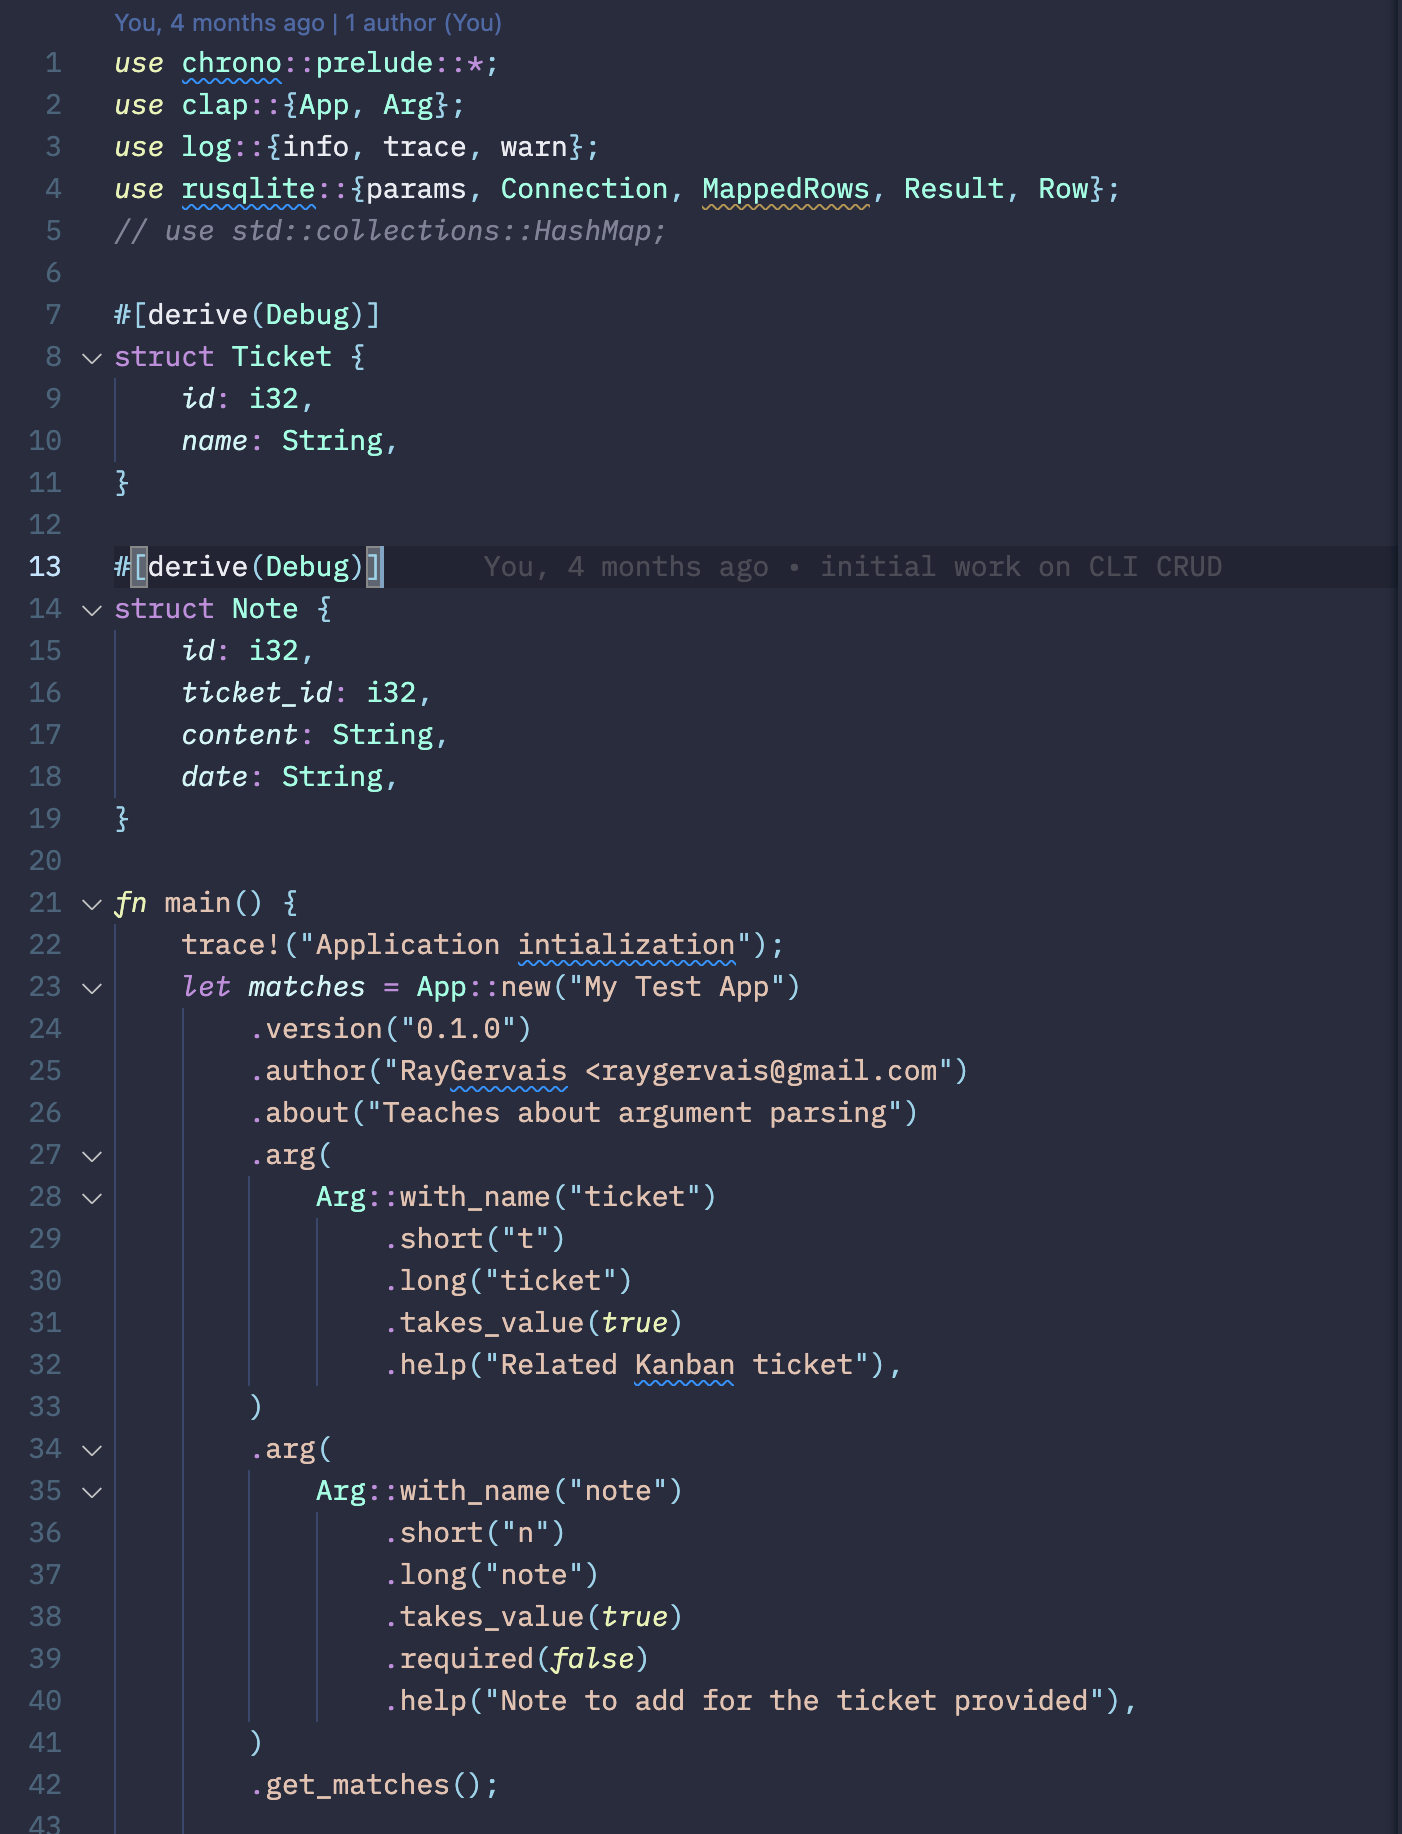 You, 4 months ago | 1 author (You)
1 use chrono::prelude::*;
2 use clap::{App, Arg};
3 use log::{info, trace, warn};
4 use rusqlite::{params, Connection, MappedRows, Result, Row};
5 // use std::collections::HashMap;
6
7 #[derive(Debug)]
8 struct Ticket {
9     id: i32,
10     name: String,
11 }
12
13 #[derive(Debug)]      You, 4 months ago • initial work on CLI CRUD
14 struct Note {
15     id: i32,
16     ticket_id: i32,
17     content: String,
18     date: String,
19 }
20
21 fn main() {
22     trace!("Application intialization");
23     let matches = App::new("My Test App")
24         .version("0.1.0")
25         .author("RayGervais <raygervais@gmail.com")
26         .about("Teaches about argument parsing")
27         .arg(
28             Arg::with_name("ticket")
29                 .short("t")
30                 .long("ticket")
31                 .takes_value(true)
32                 .help("Related Kanban ticket"),
33         )
34         .arg(
35             Arg::with_name("note")
36                 .short("n")
37                 .long("note")
38                 .takes_value(true)
39                 .required(false)
40                 .help("Note to add for the ticket provided"),
41         )
42         .get_matches();
43